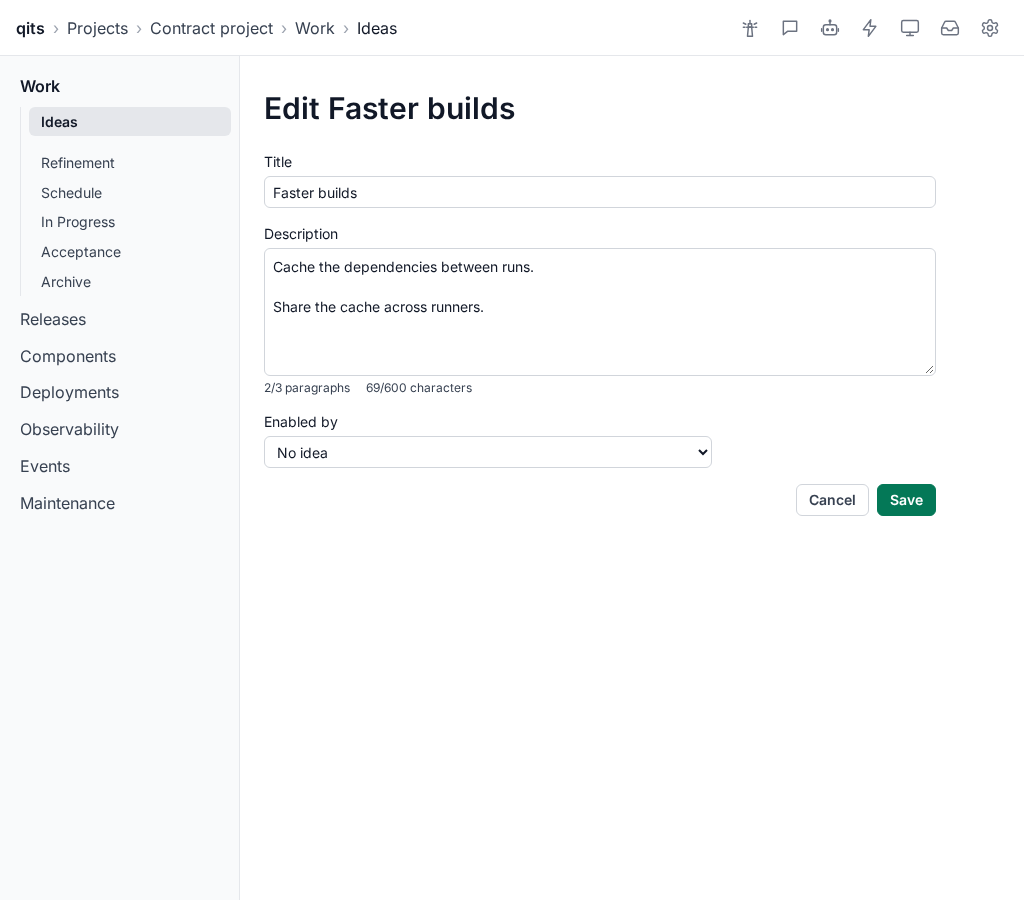 qits › Projects › Contract project › Work › Ideas
Work
Ideas
Refinement
Schedule
In Progress
Acceptance
Archive
Releases
Components
Deployments
Observability
Events
Maintenance
Edit Faster builds
Title
Faster builds
Description
Cache the dependencies between runs.
Share the cache across runners.
2/3 paragraphs 69/600 characters
Enabled by
No idea
Cancel Save